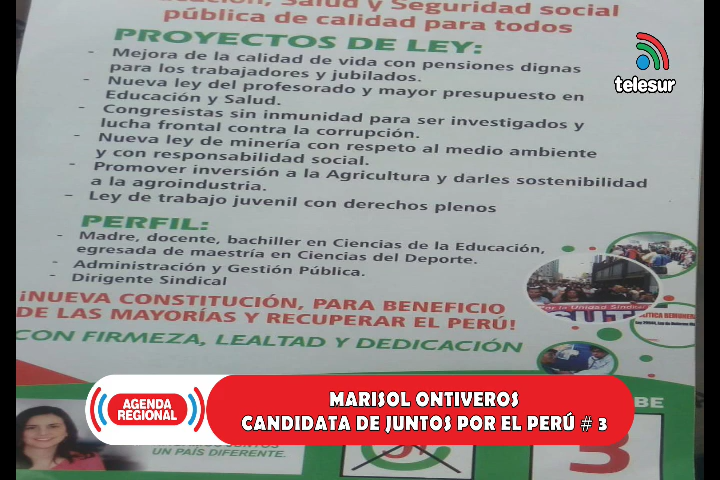 Salud y Seguridad social
pública de calidad para todos
PROYECTOS DE LEY:
- Mejora de la calidad de vida con pensiones dignas
para los trabajadores y jubilados.
- Nueva ley del profesorado y mayor presupuesto en
Educación y Salud.
- Congresistas sin inmunidad para ser investigados y
lucha frontal contra la corrupción.
- Nueva ley de minería con respeto al medio ambiente
y con responsabilidad social.
- Promover inversión a la Agricultura y darles sostenibilidad
a la agroindustria.
- Ley de trabajo juvenil con derechos plenos
PERFIL:
- Madre, docente, bachiller en Ciencias de la Educación,
egresada de maestría en Ciencias del Deporte.
- Administración y Gestión Pública.
- Dirigente Sindical
¡NUEVA CONSTITUCIÓN, PARA BENEFICIO
DE LAS MAYORÍAS Y RECUPERAR EL PERÚ!
CON FIRMEZA, LEALTAD Y DEDICACIÓN
telesur
AGENDA
REGIONAL
MARISOL ONTIVEROS
CANDIDATA DE JUNTOS POR EL PERÚ # 3
UN PAÍS DIFERENTE.
3